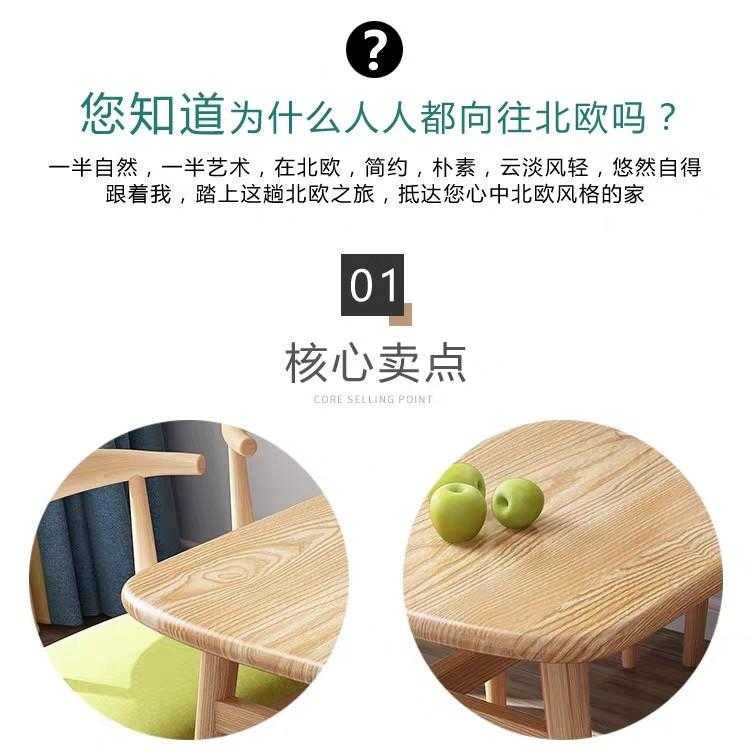 ?
您知道为什么人人都向往北欧吗？
一半自然，一半艺术，在北欧，简约，朴素，云淡风轻，悠然自得
跟着我，踏上这趟北欧之旅，抵达您心中北欧风格的家
01
核心卖点
CORE SELLING POINT